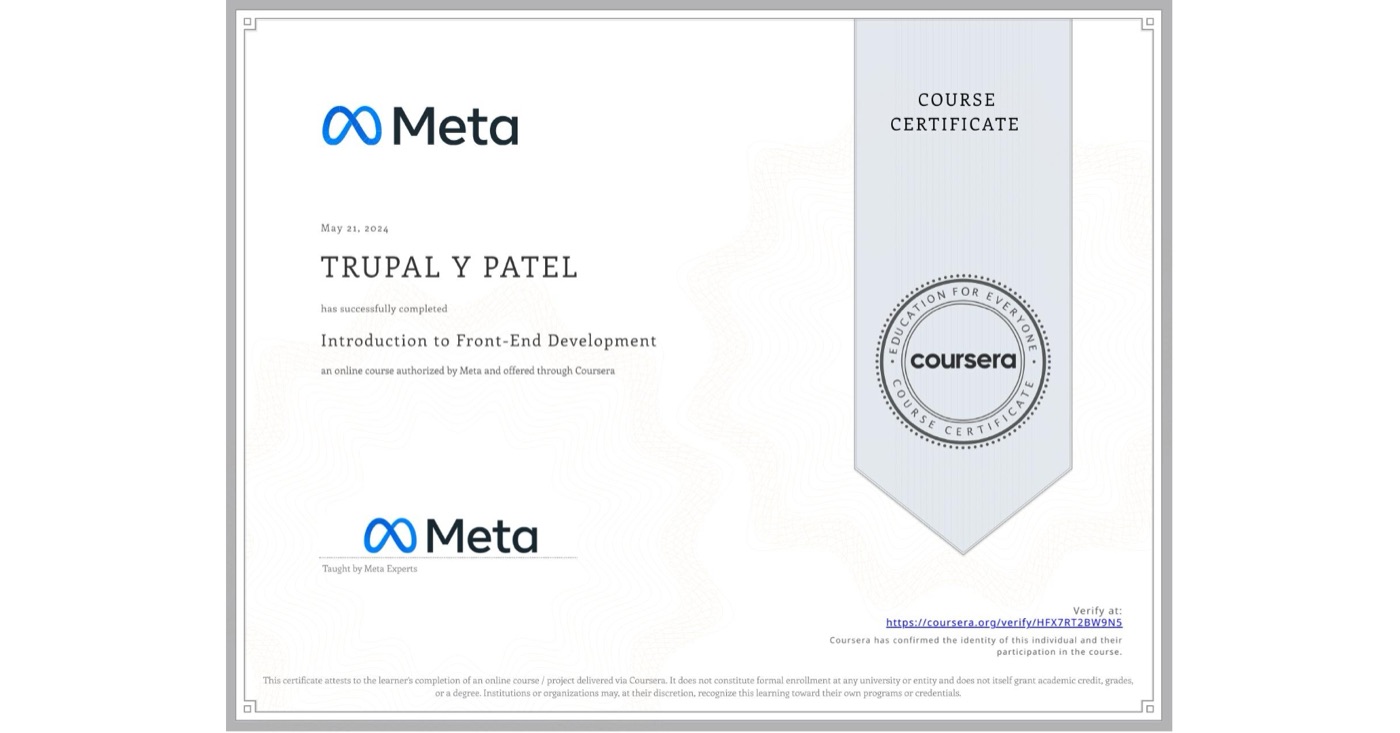 Meta
COURSE
CERTIFICATE
May 21, 2024
TRUPAL Y PATEL
has successfully completed
Introduction to Front-End Development
an online course authorized by Meta and offered through Coursera
EDUCATION FOR EVERYONE
coursera
COURSE CERTIFICATE
Meta
Taught by Meta Experts
Verify at:
https://coursera.org/verify/HFX7RT2BW9N5
Coursera has confirmed the identity of this individual and their
participation in the course.
This certificate attests to the learner's completion of an online course / project delivered via Coursera. It does not constitute formal enrollment at any university or entity and does not itself grant academic credit, grades,
or a degree. Institutions or organizations may, at their discretion, recognize this learning toward their own programs or credentials.